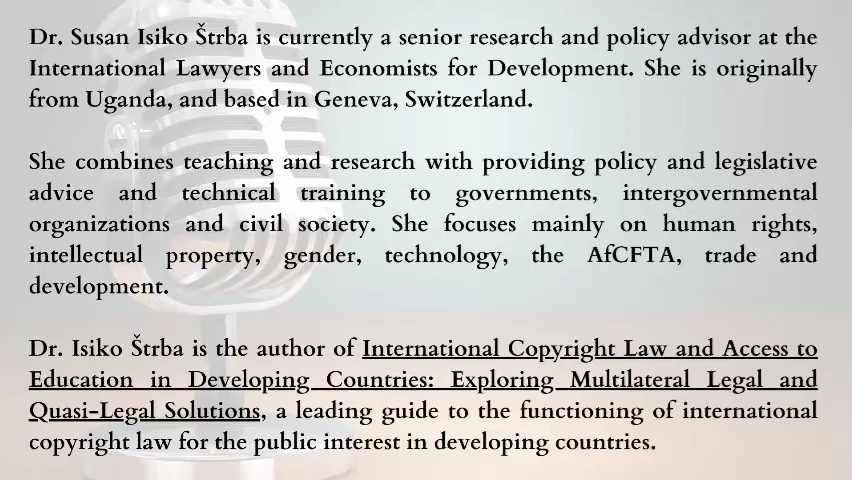 Dr. Susan Isiko Štrba is currently a senior research and policy advisor at the
International Lawyers and Economists for Development. She is originally
from Uganda, and based in Geneva, Switzerland.
She combines teaching and research with providing policy and legislative
advice and technical training to governments, intergovernmental
organizations and civil society. She focuses mainly on human rights,
intellectual property, gender, technology, the AfCFTA, trade and
development.
Dr. Isiko Štrba is the author of International Copyright Law and Access to
Education in Developing Countries: Exploring Multilateral Legal and
Quasi-Legal Solutions, a leading guide to the functioning of international
copyright law for the public interest in developing countries.